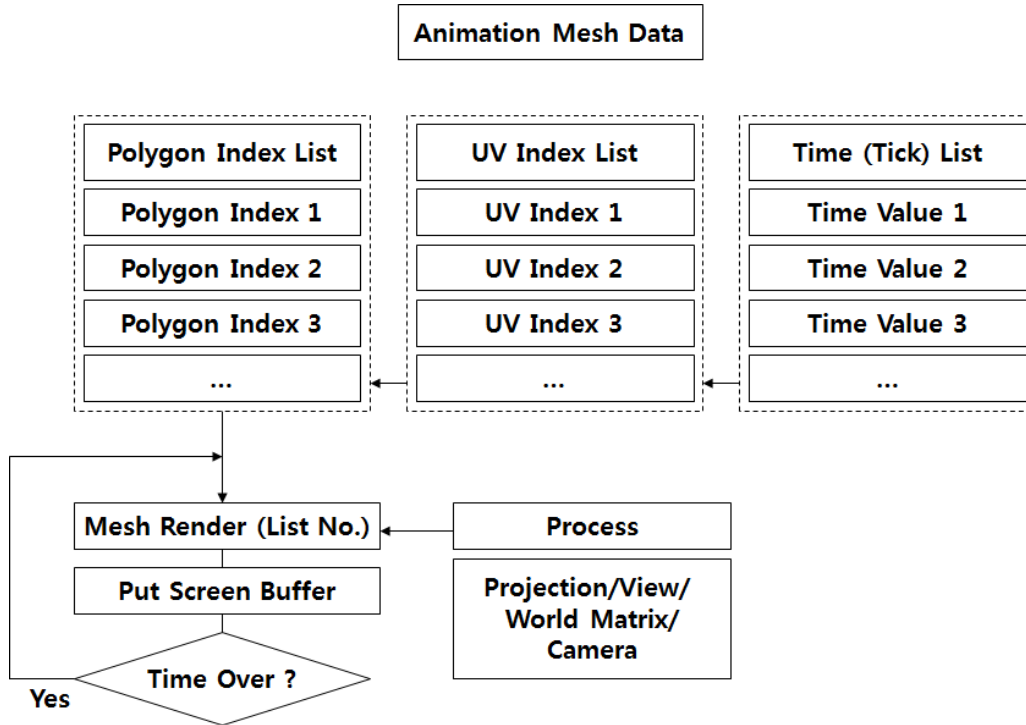 Animation Mesh Data
Polygon Index List
UV Index List
Time (Tick) List
Polygon Index 1
UV Index 1
Time Value 1
Polygon Index 2
UV Index 2
Time Value 2
Polygon Index 3
UV Index 3
Time Value 3
...
...
...
Mesh Render (List No.)
Process
Put Screen Buffer
Projection/View/
World Matrix/
Camera
Time Over ?
Yes